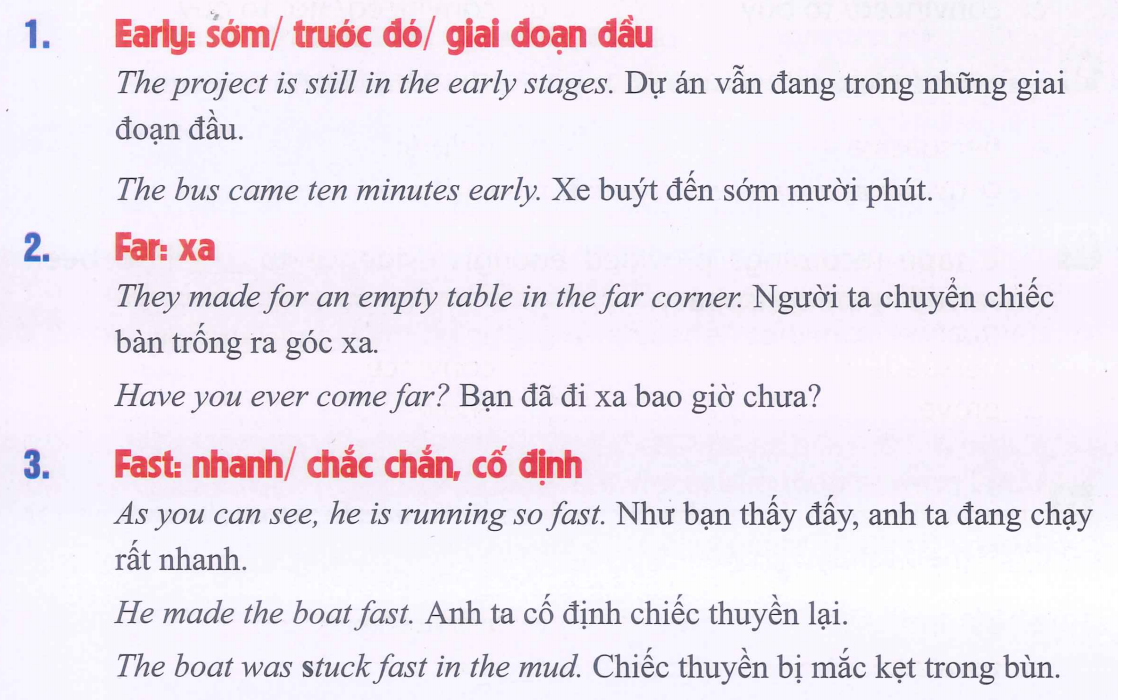 1. Early: sớm/ trước đó/ giai đoạn đầu
The project is still in the early stages. Dự án vẫn đang trong những giai
đoạn đầu.
The bus came ten minutes early. Xe buýt đến sớm mười phút.
2. Far: xa
They made for an empty table in the far corner. Người ta chuyển chiếc
bàn trống ra góc xa.
Have you ever come far? Bạn đã đi xa bao giờ chưa?
3. Fast: nhanh/ chắc chắn, cố định
As you can see, he is running so fast. Như bạn thấy đấy, anh ta đang chạy
rất nhanh.
He made the boat fast. Anh ta cố định chiếc thuyền lại.
The boat was stuck fast in the mud. Chiếc thuyền bị mắc kẹt trong bùn.